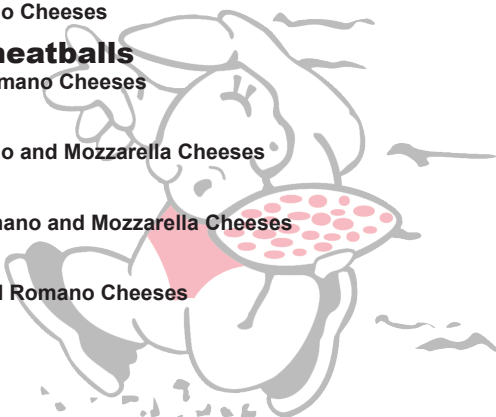 o Cheeses
neatballs
mano Cheeses
o and Mozzarella Cheeses
nano and Mozzarella Cheeses
l Romano Cheeses